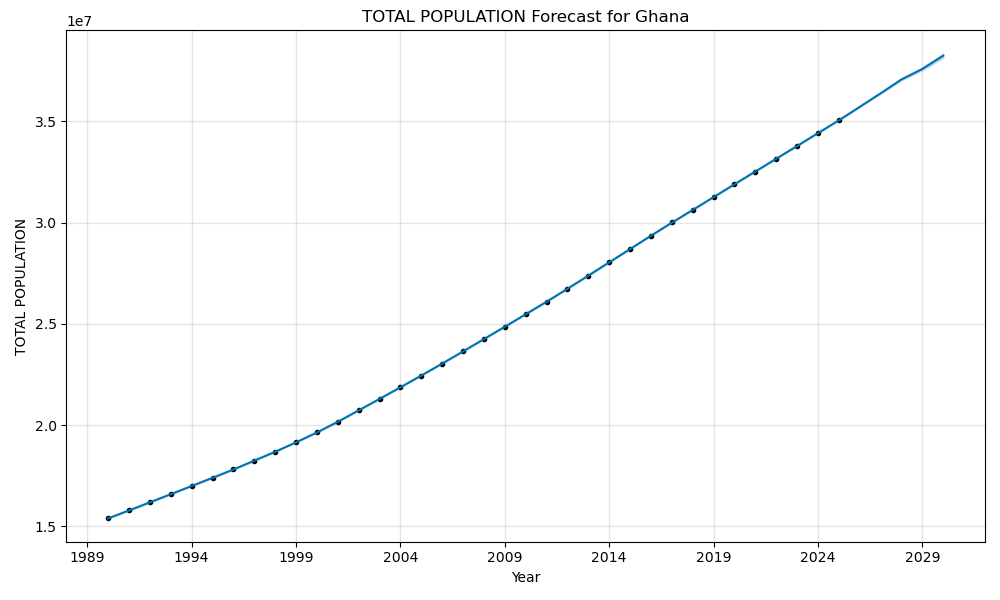 TOTAL POPULATION Forecast for Ghana
1e7
TOTAL POPULATION
3.5
3.0
2.5
2.0
1.5
1989 1994 1999 2004 2009 2014 2019 2024 2029
Year